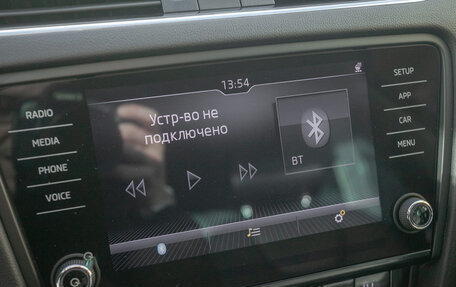 13:54
RADIO
MEDIA
PHONE
VOICE
Устр-во не
подключено
BT
SETUP
APP
CAR
MENU